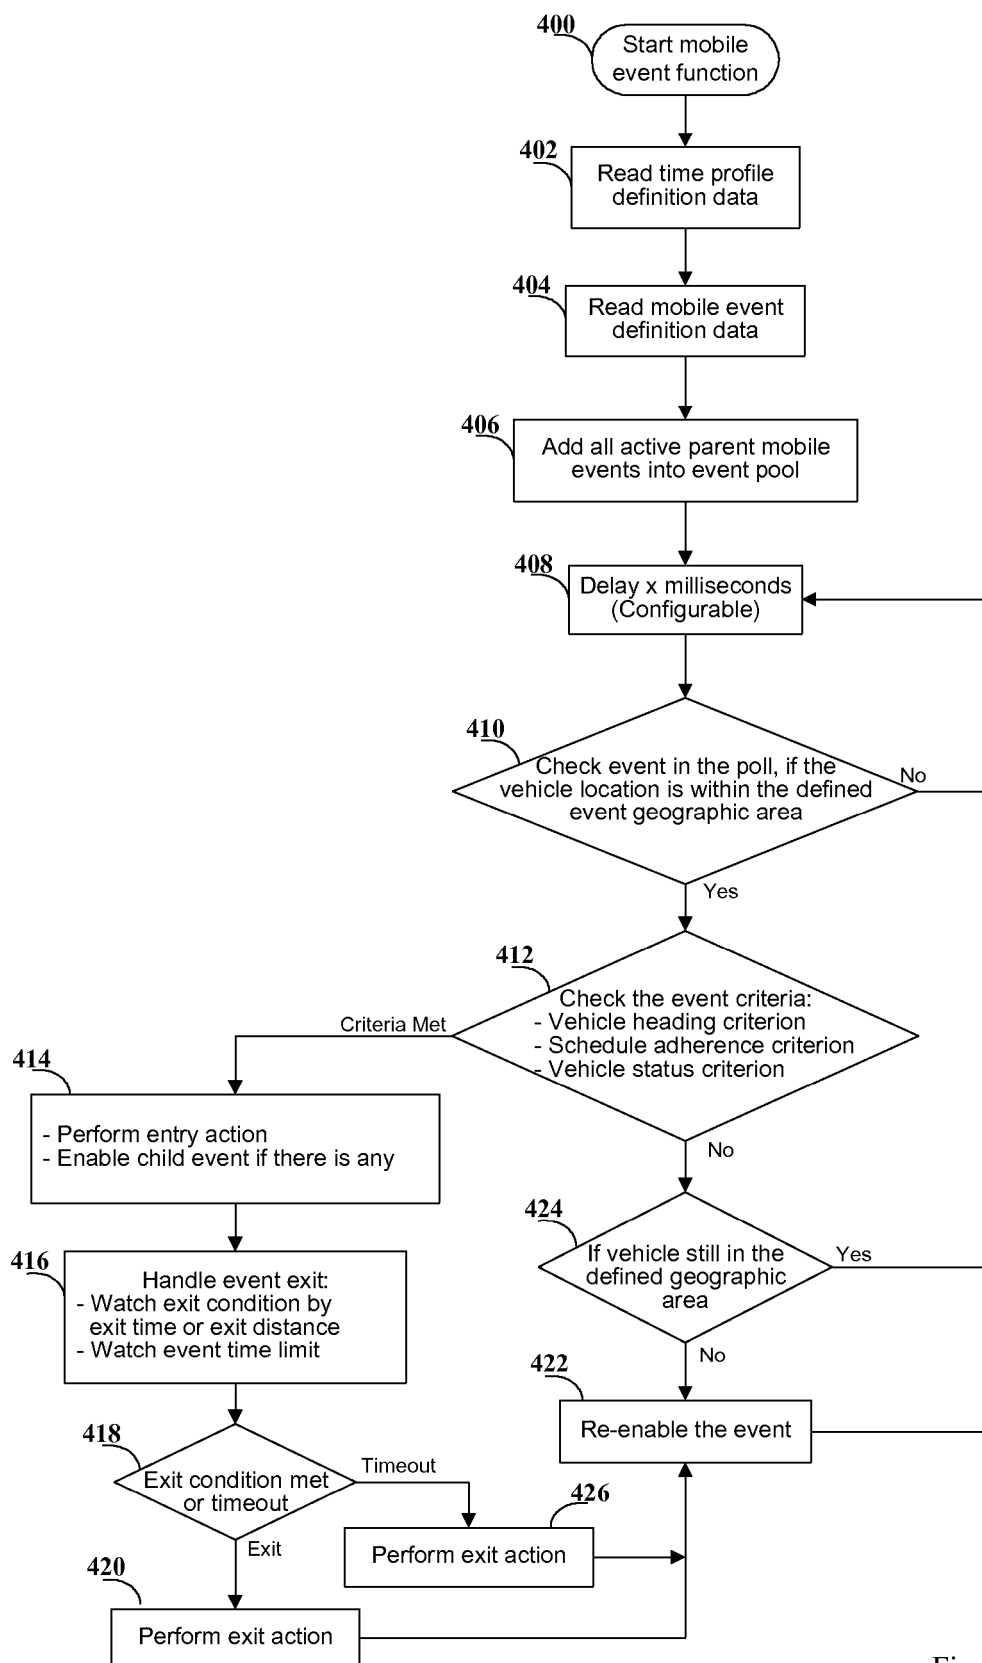 400
Start mobile
event function
402
Read time profile
definition data
404
Read mobile event
definition data
406
Add all active parent mobile
events into event pool
408
Delay x milliseconds
(Configurable)
410
Check event in the poll, if the
vehicle location is within the defined
event geographic area
No
Yes
412
Check the event criteria:
- Vehicle heading criterion
- Schedule adherence criterion
- Vehicle status criterion
Criteria Met
No
414
- Perform entry action
- Enable child event if there is any
424
If vehicle still in the
defined geographic
area
Yes
No
416
Handle event exit:
- Watch exit condition by
exit time or exit distance
- Watch event time limit
422
Re-enable the event
418
Exit condition met
or timeout
Timeout
Exit
426
Perform exit action
420
Perform exit action